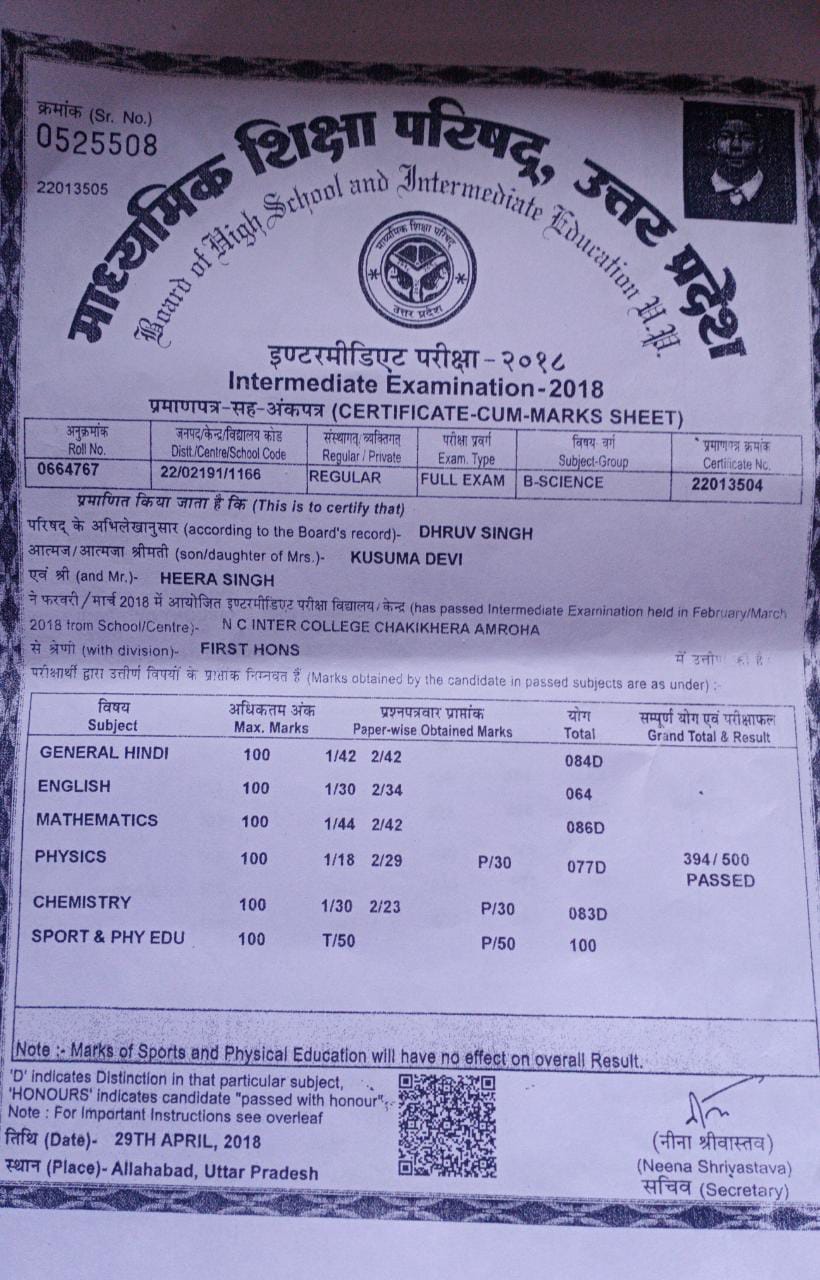 क्रमांक (Sr. No.)
0525508
22013505
माध्यमिक शिक्षा परिषद्, उत्तर प्रदेश
Board of High School and Intermediate Education U.P.
माध्यमिक शिक्षा परिषद
उत्तर प्रदेश
इण्टरमीडिएट परीक्षा - २०१८
Intermediate Examination-2018
प्रमाणपत्र-सह-अंकपत्र (CERTIFICATE-CUM-MARKS SHEET)
अनुक्रमांक जनपद/केन्द्र/विद्यालय कोड संस्थागत/व्यक्तिगत परीक्षा प्रवर्ग विषय वर्ग प्रमाणपत्र क्रमांक
Roll No. Distt./Centre/School Code Regular / Private Exam. Type Subject-Group Certificate No.
0664767 22/02191/1166 REGULAR FULL EXAM B-SCIENCE 22013504
प्रमाणित किया जाता है कि (This is to certify that)
परिषद् के अभिलेखानुसार (according to the Board's record)- DHRUV SINGH
आत्मज/आत्मजा श्रीमती (son/daughter of Mrs.)- KUSUMA DEVI
एवं श्री (and Mr.)- HEERA SINGH
ने फरवरी/मार्च 2018 में आयोजित इण्टरमीडिएट परीक्षा विद्यालय/केन्द्र (has passed Intermediate Examination held in February/March
2018 from School/Centre)- N C INTER COLLEGE CHAKIKHERA AMROHA
से श्रेणी (with division)- FIRST HONS में
परीक्षार्थी द्वारा उत्तीर्ण विषयों के प्राप्तांक निम्नवत हैं (Marks obtained by the candidate in passed subjects are as under) :-
विषय अधिकतम अंक प्रश्नपत्रवार प्राप्तांक योग सम्पूर्ण योग एवं परीक्षाफल
Subject Max. Marks Paper-wise Obtained Marks Total Grand Total & Result
GENERAL HINDI 100 1/42 2/42 084D
ENGLISH 100 1/30 2/34 064
MATHEMATICS 100 1/44 2/42 086D
PHYSICS 100 1/18 2/29 P/30 077D 394/500
PASSED
CHEMISTRY 100 1/30 2/23 P/30 083D
SPORT & PHY EDU 100 T/50 P/50 100
Note :- Marks of Sports and Physical Education will have no effect on overall Result.
'D' indicates Distinction in that particular subject,
'HONOURS' indicates candidate "passed with honour".
Note : For Important Instructions see overleaf
तिथि (Date)- 29TH APRIL, 2018
स्थान (Place)- Allahabad, Uttar Pradesh
(नीना श्रीवास्तव)
(Neena Shrivastava)
सचिव (Secretary)